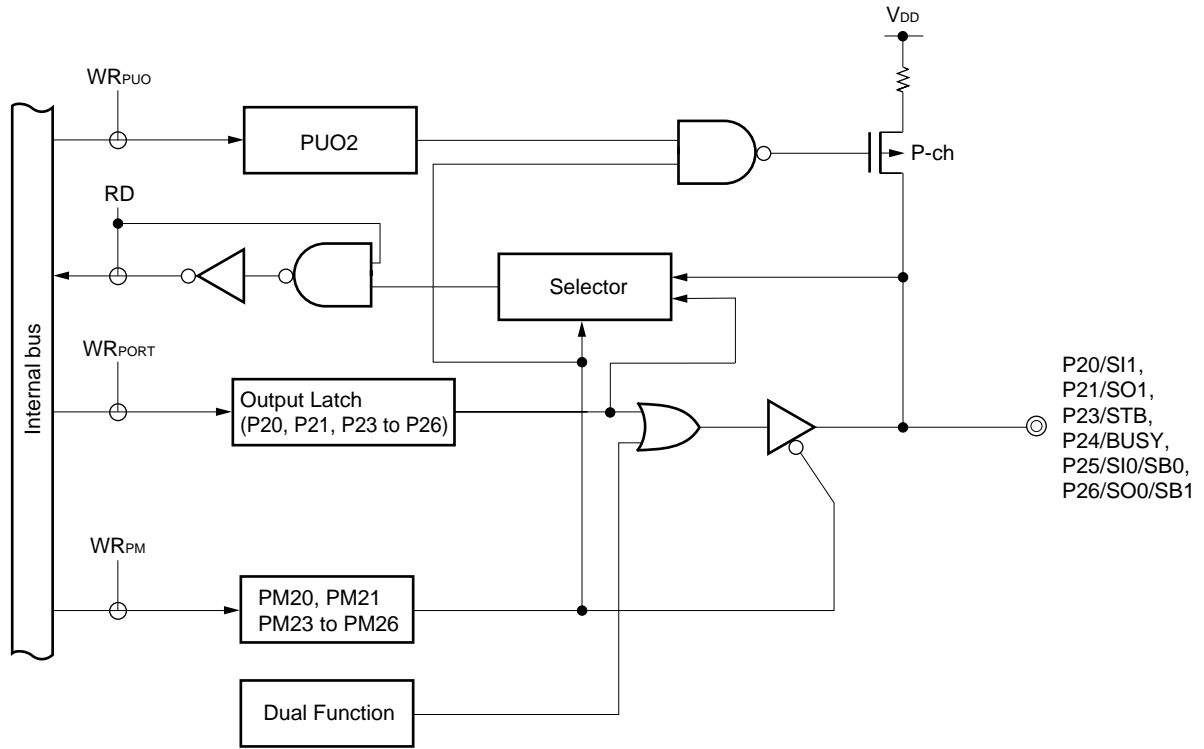 VDD
WRPUO
PUO2
P-ch
RD
Selector
Internal bus
WRPORT
Output Latch
(P20, P21, P23 to P26)
P20/SI1,
P21/SO1,
P23/STB,
P24/BUSY,
P25/SI0/SB0,
P26/SO0/SB1
WRPM
PM20, PM21
PM23 to PM26
Dual Function